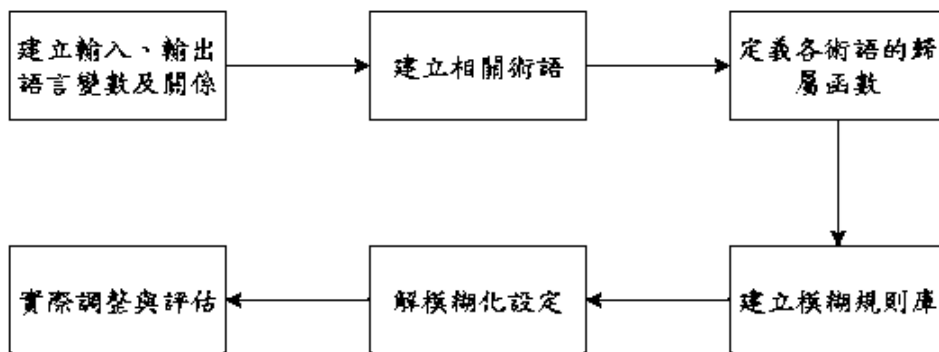 建立輸入、輸出
語言變數及關係
建立相關術語
定義各術語的歸
屬函數
建立模糊規則庫
解模糊化設定
實際調整與評估